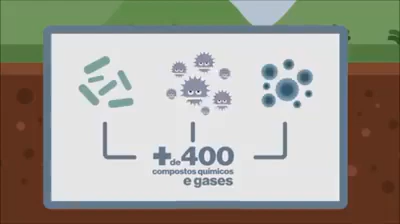 + de 400
compostos químicos
e gases